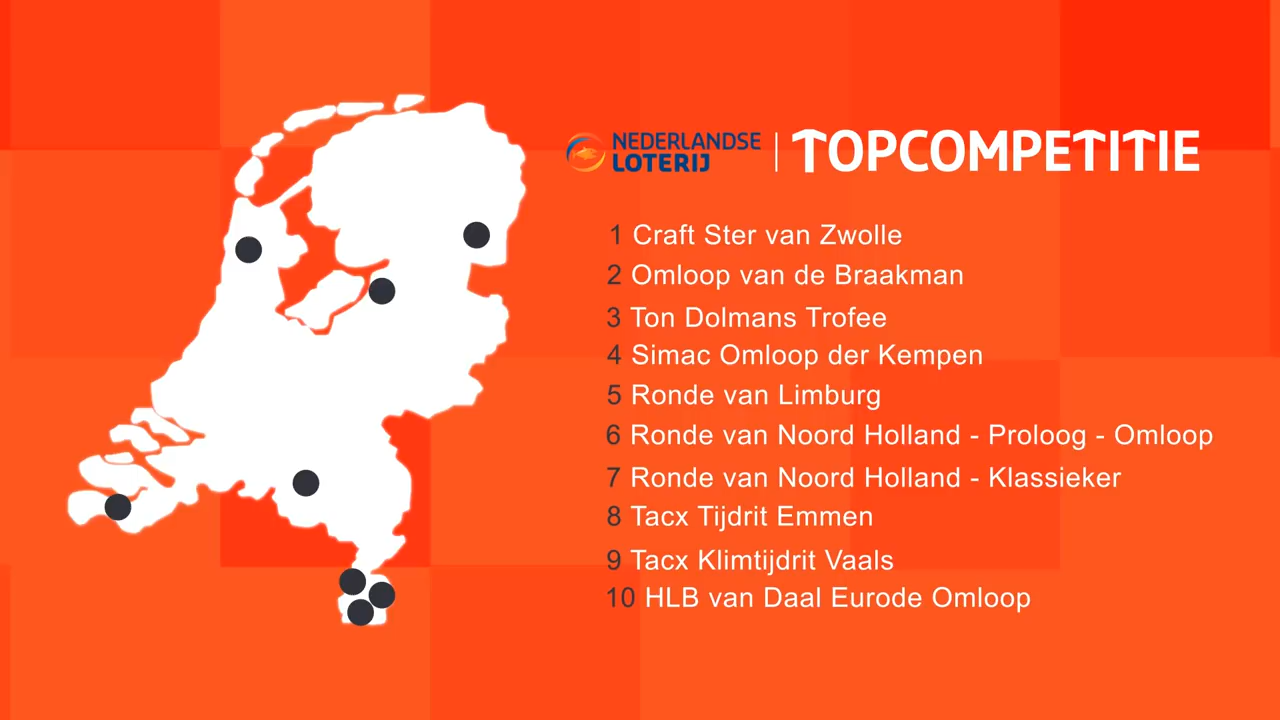 NEDERLANDSE
LOTERIJ
TOPCOMPETITIE
1 Craft Ster van Zwolle
2 Omloop van de Braakman
3 Ton Dolmans Trofee
4 Simac Omloop der Kempen
5 Ronde van Limburg
6 Ronde van Noord Holland - Proloog - Omloop
7 Ronde van Noord Holland - Klassieker
8 Tacx Tijdrit Emmen
9 Tacx Klimtijdrit Vaals
10 HLB van Daal Eurode Omloop